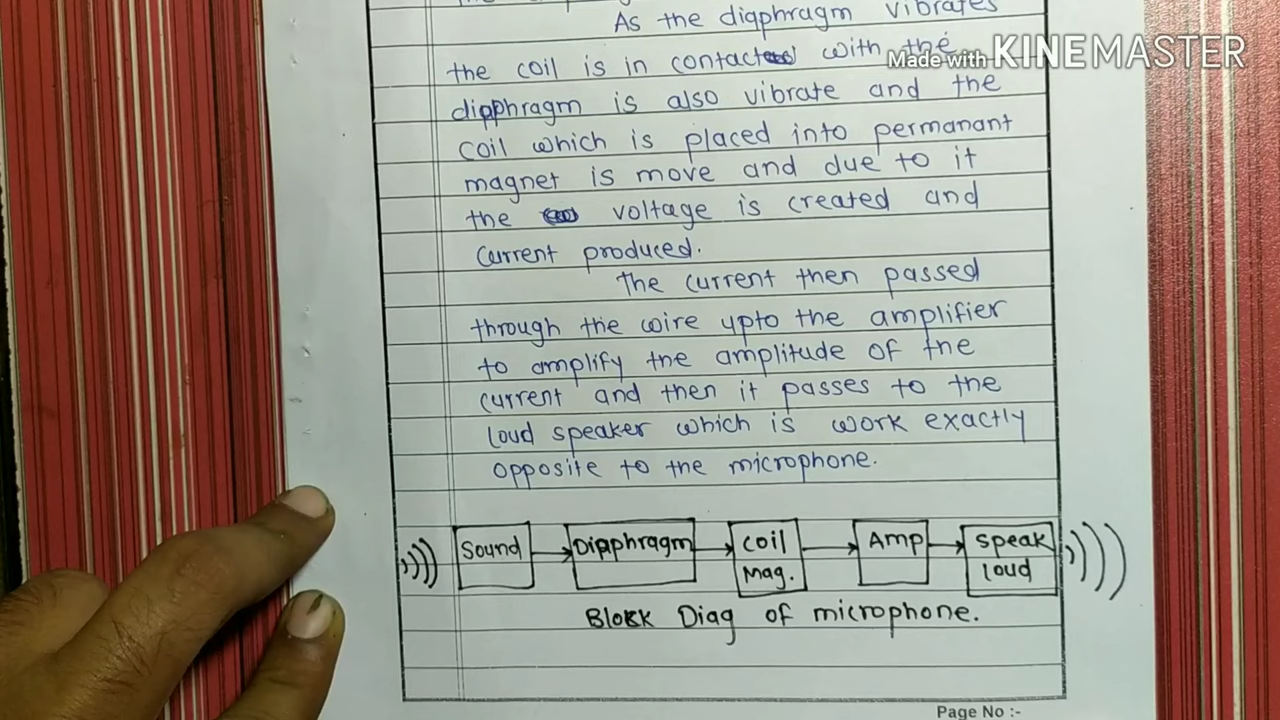 As the diaphragm vibrates
the coil is in contact with the
diaphragm is also vibrate and the
coil which is placed into permanant
magnet is move and due to it
the voltage is created and
current produced.
The current then passed
through the wire upto the amplifier
to amplify the amplitude of the
current and then it passes to the
loud speaker which is work exactly
opposite to the microphone.
Sound Diaphragm coil Amp speak
Mag. loud
Block Diag of microphone.
Page No :-
Made with KINEMASTER